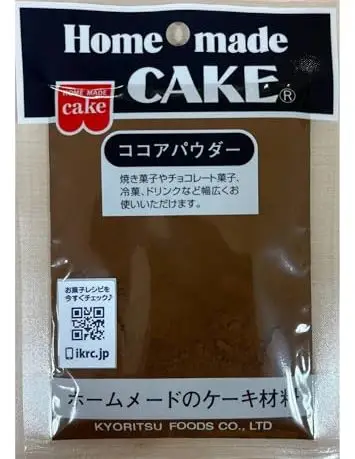 Home made
CAKE®
HOME MADE
cake
ココアパウダー
焼き菓子やチョコレート菓子、
冷菓、ドリンクなど幅広くお
使いいただけます。
お菓子レシピを
今すぐチェック♪
ikrc.jp
ホームメードのケーキ材料
KYORITSU FOODS CO., LTD